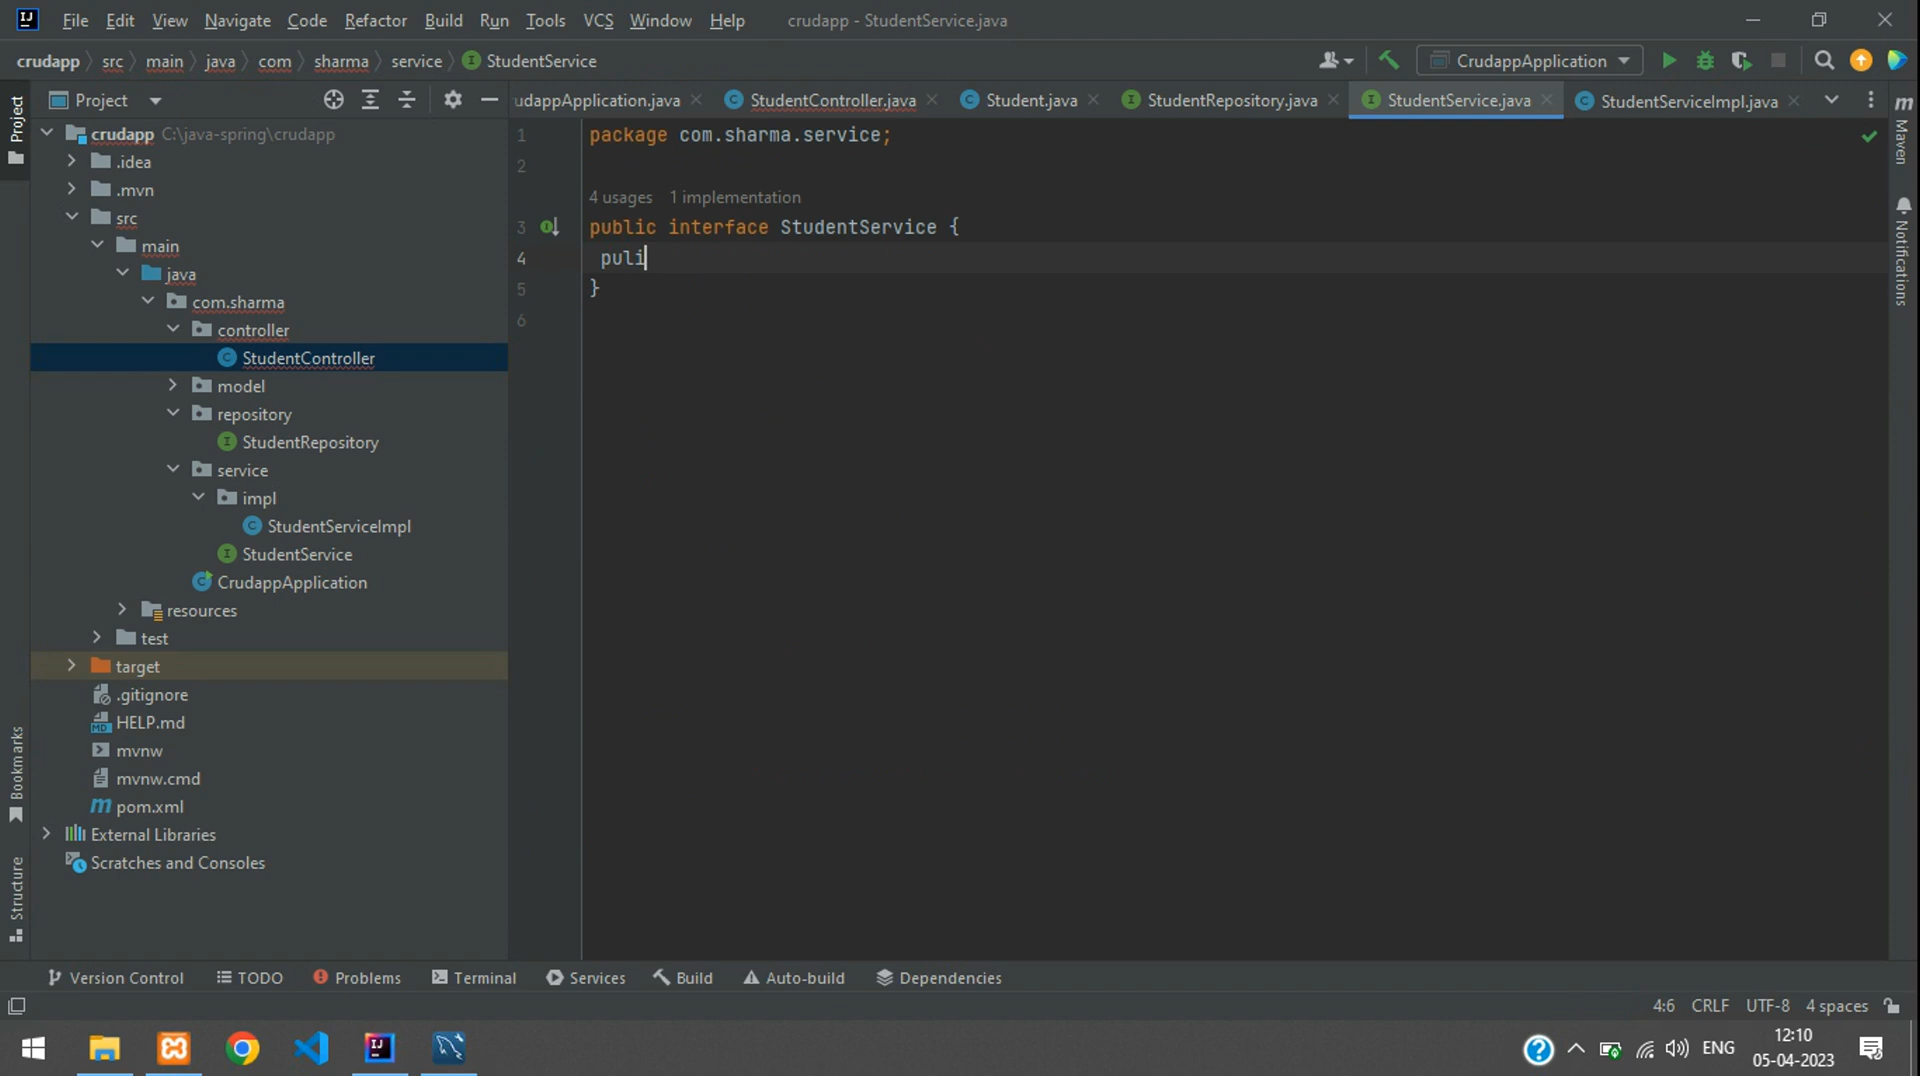 File Edit View Navigate Code Refactor Build Run Tools VCS Window Help crudapp - StudentService.java
crudapp src main java com sharma service StudentService CrudappApplication
Project udappApplication.java StudentController.java Student.java StudentRepository.java StudentService.java StudentServiceImpl.java
Project
crudapp C:\java-spring\crudapp
.idea
.mvn
src
main
java
com.sharma
controller
StudentController
model
repository
StudentRepository
service
impl
StudentServiceImpl
StudentService
CrudappApplication
resources
test
target
.gitignore
HELP.md
mvnw
mvnw.cmd
pom.xml
External Libraries
Scratches and Consoles
Bookmarks
Structure
1 package com.sharma.service;
2
4 usages 1 implementation
3 public interface StudentService {
4 puli
5 }
6
Maven
Notifications
Version Control TODO Problems Terminal Services Build Auto-build Dependencies
4:6 CRLF UTF-8 4 spaces
ENG
12:10
05-04-2023